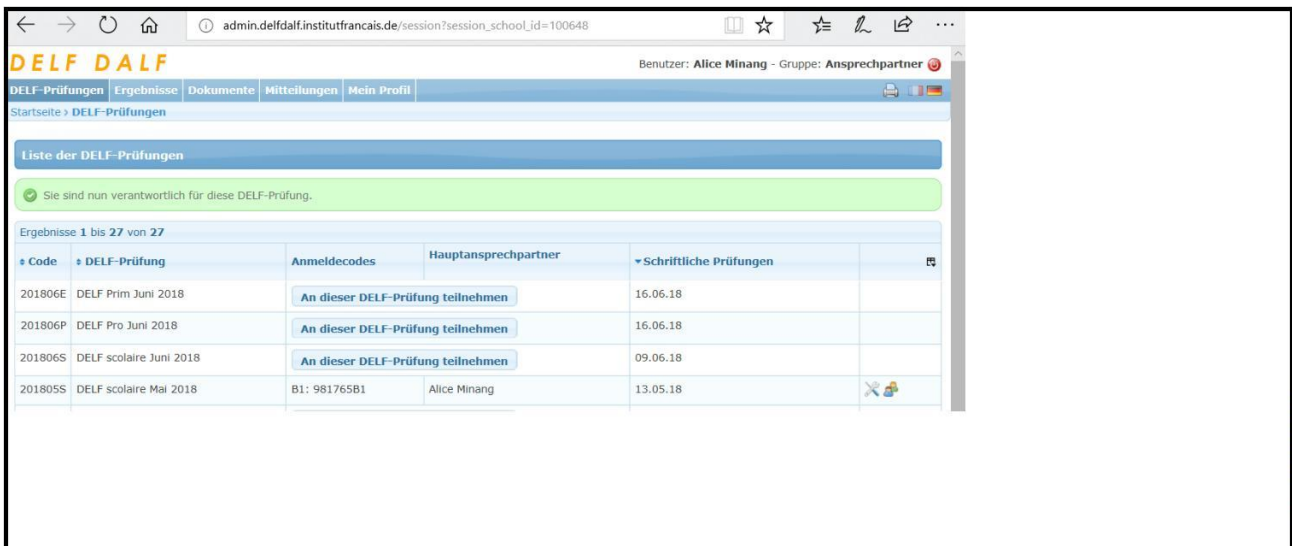 admin.delfdalf.institutfrancais.de/session?session_school_id=100648
DELF DALF
Benutzer: Alice Minang - Gruppe: Ansprechpartner
DELF-Prüfungen Ergebnisse Dokumente Mitteilungen Mein Profil
Startseite › DELF-Prüfungen
Liste der DELF-Prüfungen
Sie sind nun verantwortlich für diese DELF-Prüfung.
Ergebnisse 1 bis 27 von 27
Code DELF-Prüfung Anmeldecodes Hauptansprechpartner Schriftliche Prüfungen
201806E DELF Prim Juni 2018 An dieser DELF-Prüfung teilnehmen 16.06.18
201806P DELF Pro Juni 2018 An dieser DELF-Prüfung teilnehmen 16.06.18
201806S DELF scolaire Juni 2018 An dieser DELF-Prüfung teilnehmen 09.06.18
201805S DELF scolaire Mai 2018 B1: 981765B1 Alice Minang 13.05.18